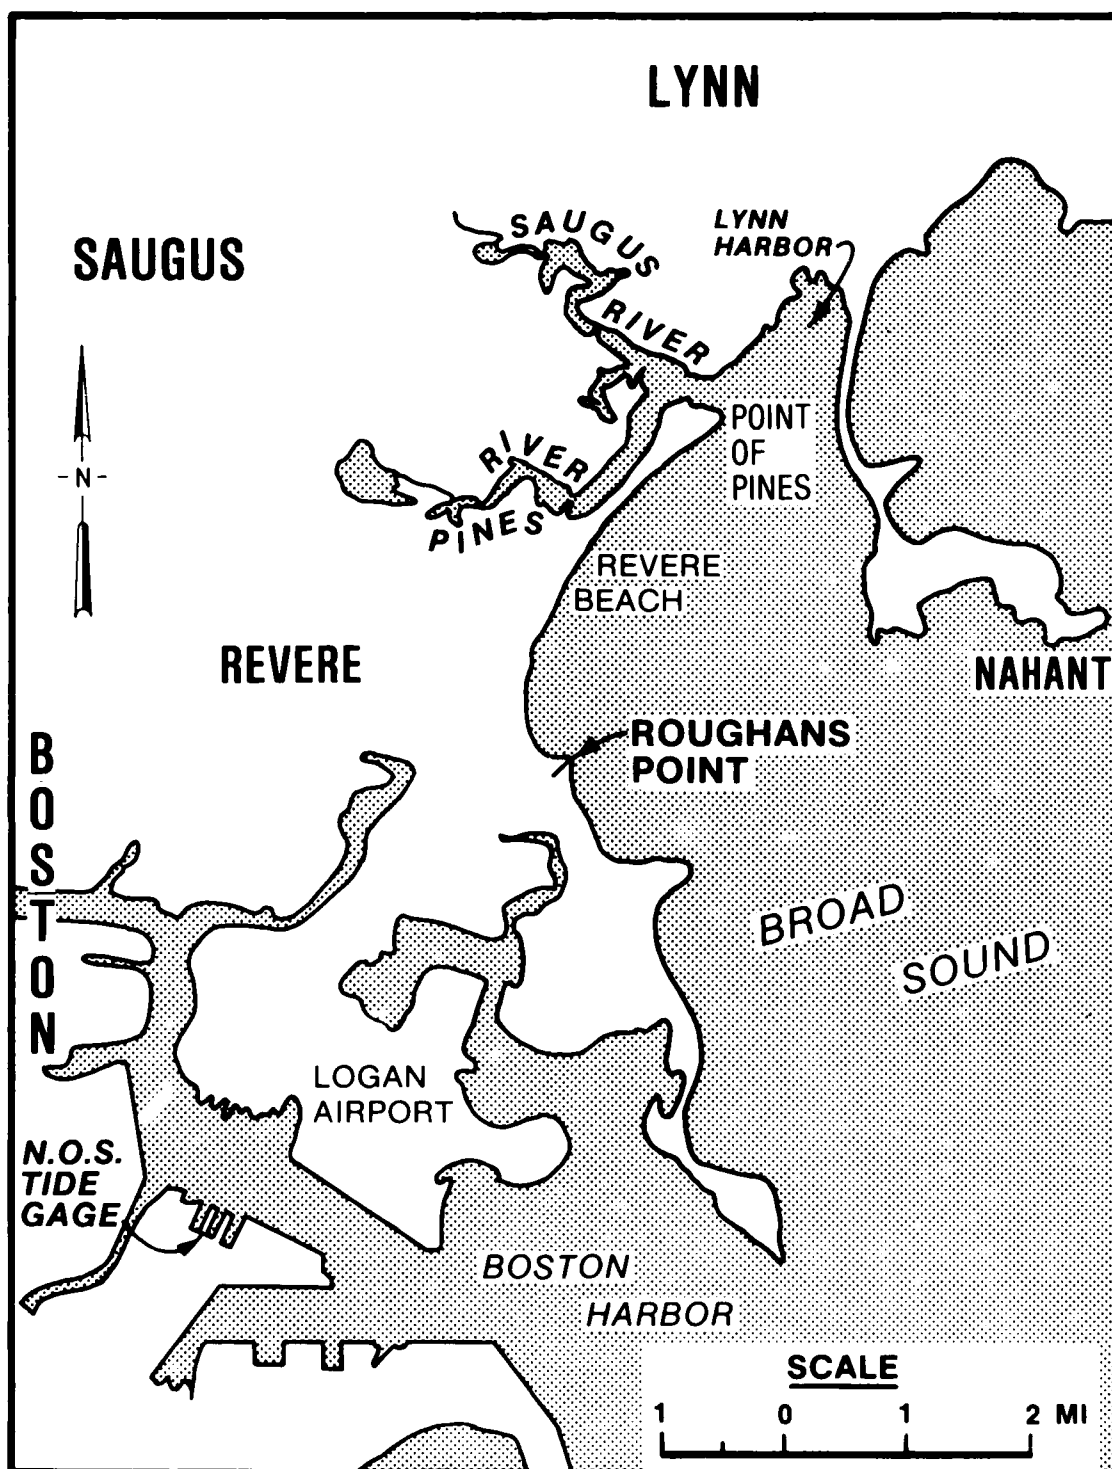 LYNN
SAUGUS
RIVER
LYNN
HARBOR
SAUGUS
POINT
OF
PINES
RIVER
PINES
-N-
REVERE
BEACH
REVERE
NAHANT
ROUGHANS
POINT
BOSTON
BROAD
SOUND
LOGAN
AIRPORT
N.O.S.
TIDE
GAGE
BOSTON
HARBOR
SCALE
1 0 1 2 MI